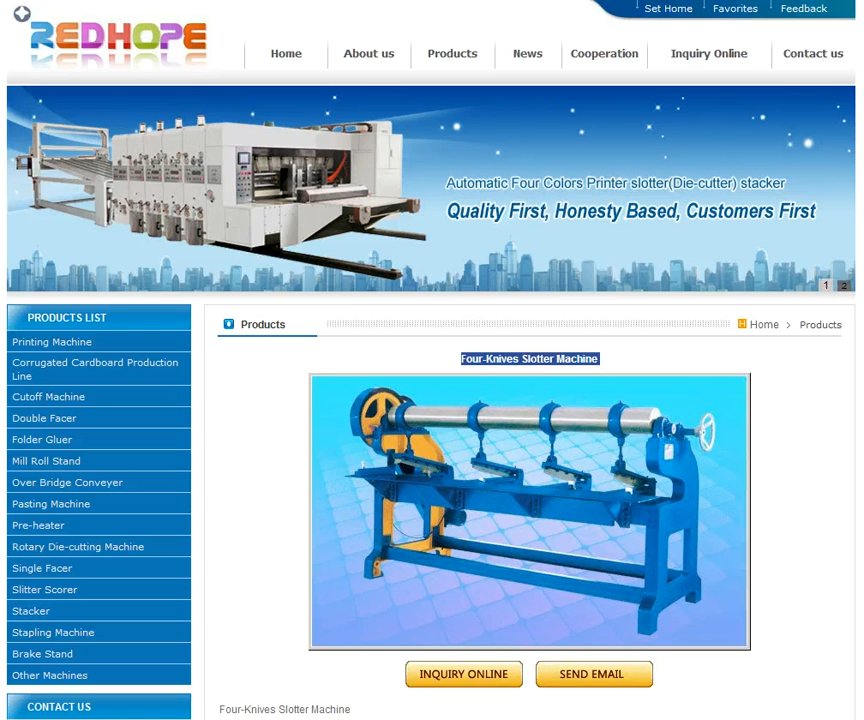 Set Home
Favorites
Feedback
REDHOPE
Home
About us
Products
News
Cooperation
Inquiry Online
Contact us
Automatic Four Colors Printer slotter(Die-cutter) stacker
Quality First, Honesty Based, Customers First
1 2
PRODUCTS LIST
Printing Machine
Corrugated Cardboard Production
Line
Cutoff Machine
Double Facer
Folder Gluer
Mill Roll Stand
Over Bridge Conveyer
Pasting Machine
Pre-heater
Rotary Die-cutting Machine
Single Facer
Slitter Scorer
Stacker
Stapling Machine
Brake Stand
Other Machines
CONTACT US
Products
Home > Products
Four-Knives Slotter Machine
INQUIRY ONLINE
SEND EMAIL
Four-Knives Slotter Machine